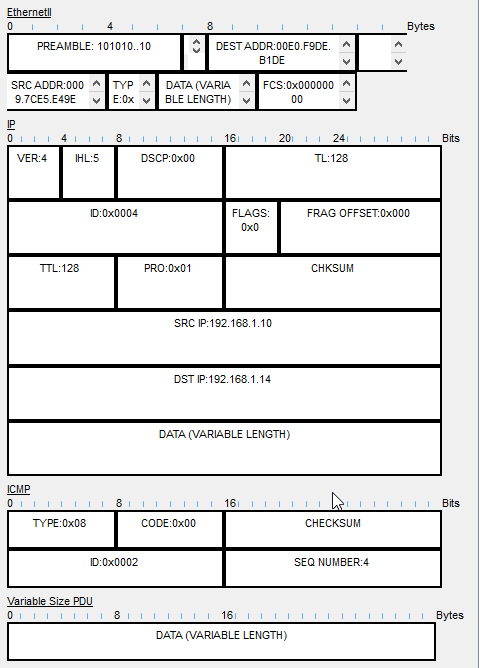 EthernetII
0 4 8 Bytes
PREAMBLE: 101010..10 DEST ADDR:00E0.F9DE.
B1DE
SRC ADDR:000 TYP DATA (VARIA FCS:0x000000
9.7CE5.E49E E:0x BLE LENGTH) 00
IP
0 4 8 16 20 24 Bits
VER:4 IHL:5 DSCP:0x00 TL:128
ID:0x0004 FLAGS: FRAG OFFSET:0x000
0x0
TTL:128 PRO:0x01 CHKSUM
SRC IP:192.168.1.10
DST IP:192.168.1.14
DATA (VARIABLE LENGTH)
ICMP
0 8 16 Bits
TYPE:0x08 CODE:0x00 CHECKSUM
ID:0x0002 SEQ NUMBER:4
Variable Size PDU
0 8 16 Bytes
DATA (VARIABLE LENGTH)